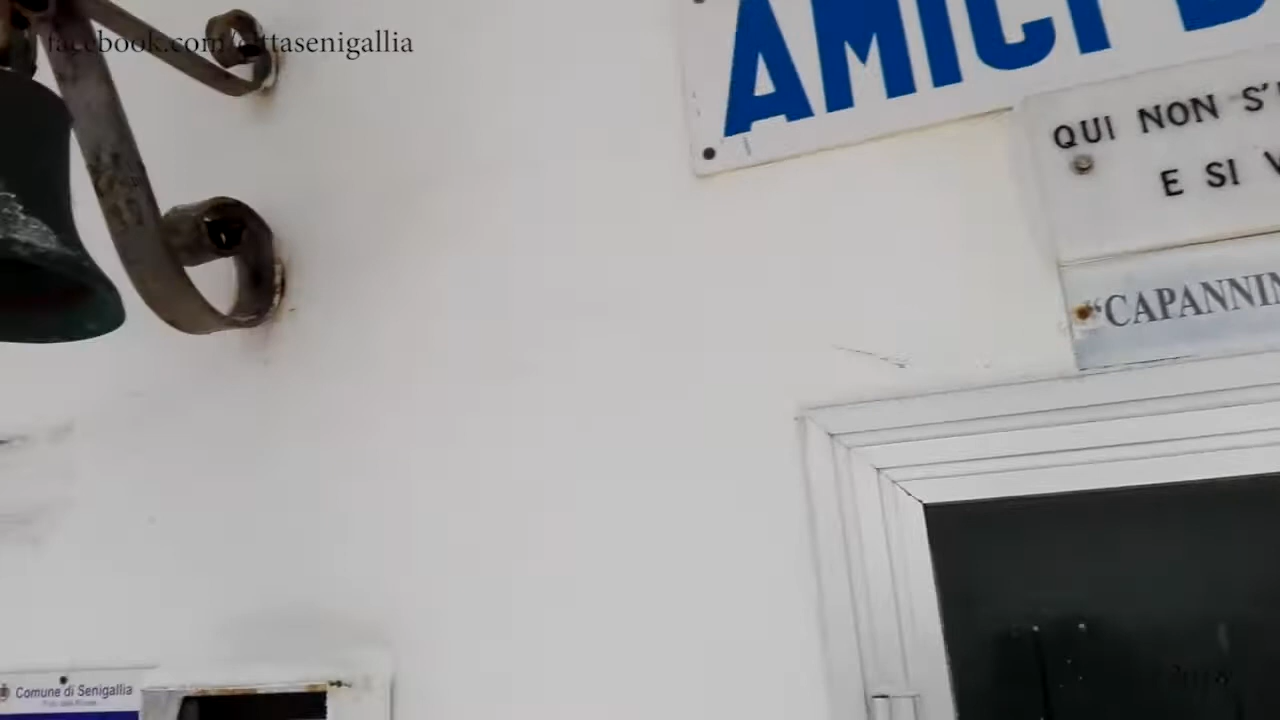 facebook.com/cittasenigallia
AMICI
QUI NON S'
E SI V
"CAPANNIN
Comune di Senigallia